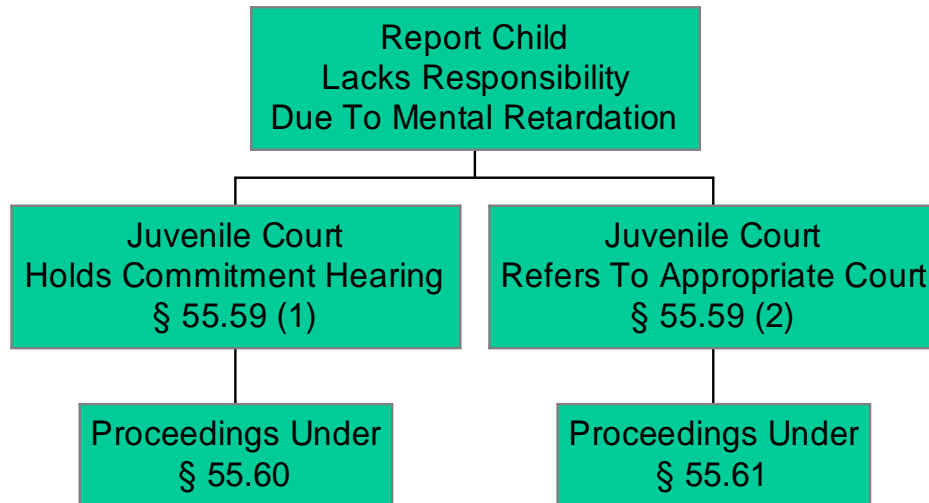 Report Child
Lacks Responsibility
Due To Mental Retardation
Juvenile Court
Holds Commitment Hearing
§ 55.59 (1)
Juvenile Court
Refers To Appropriate Court
§ 55.59 (2)
Proceedings Under
§ 55.60
Proceedings Under
§ 55.61